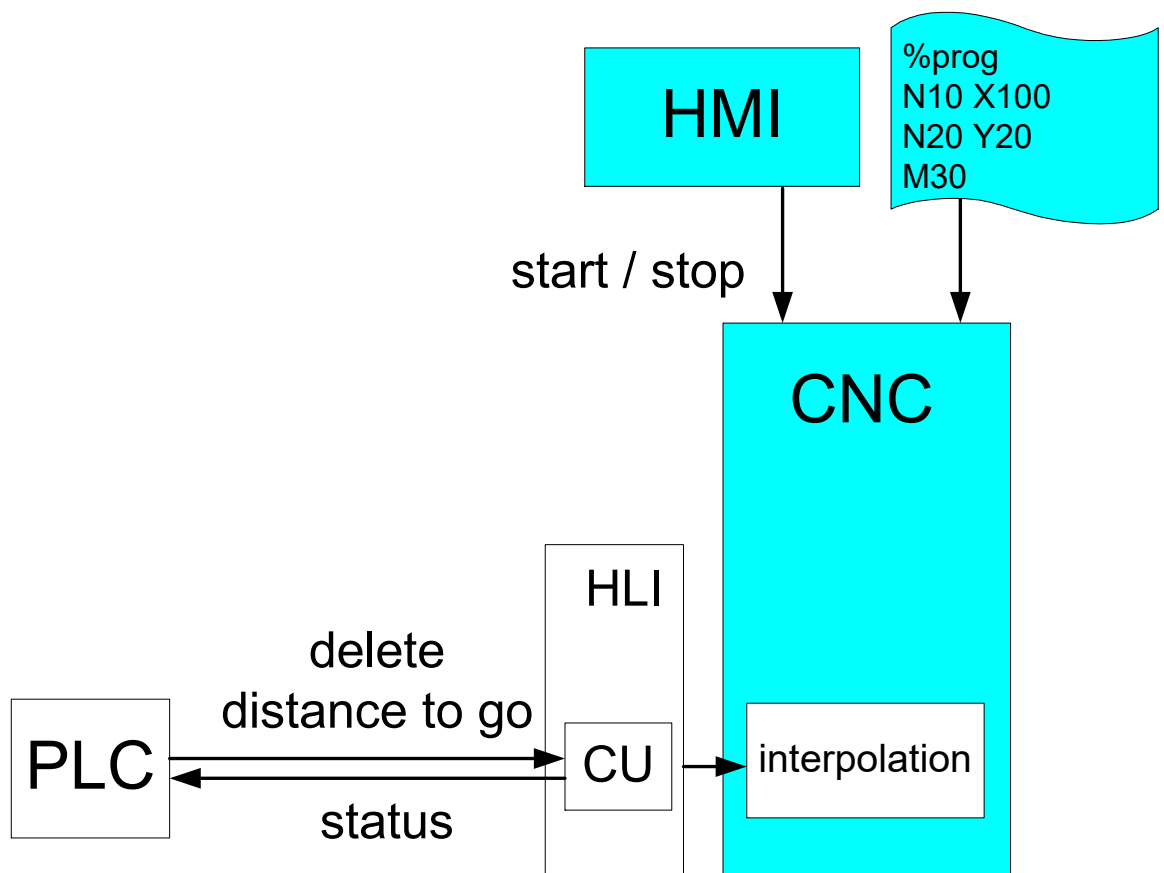 HMI
%prog
N10 X100
N20 Y20
M30
start / stop
CNC
HLI
delete
distance to go
PLC
CU
interpolation
status